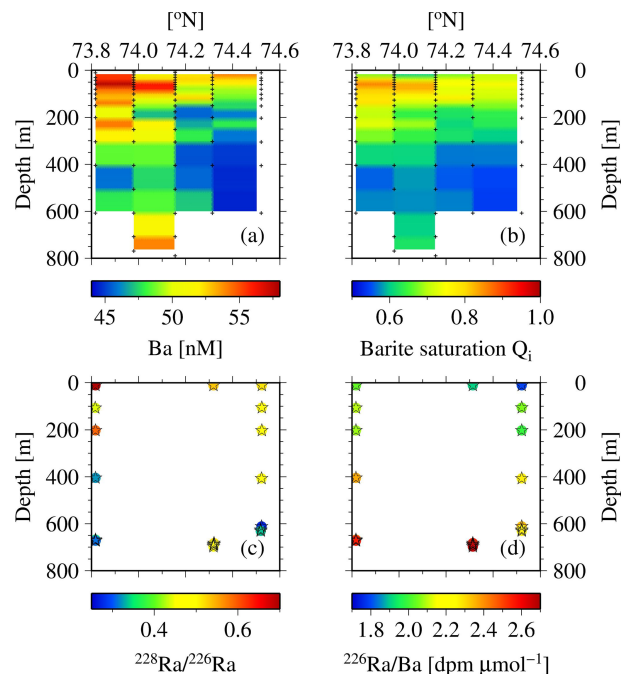 [ºN] [ºN]
73.8 74.0 74.2 74.4 74.6 73.8 74.0 74.2 74.4 74.6
0 0
200 200
400 400
600 600
800 800
Depth [m] Depth [m]
(a) (b)
45 50 55 0.6 0.8 1.0
Ba [nM] Barite saturation Qᵢ
0 0
200 200
400 400
600 600
800 800
Depth [m] Depth [m]
(c) (d)
0.4 0.6 1.8 2.0 2.2 2.4 2.6
²²⁸Ra/²²⁶Ra ²²⁶Ra/Ba [dpm μmol⁻¹]